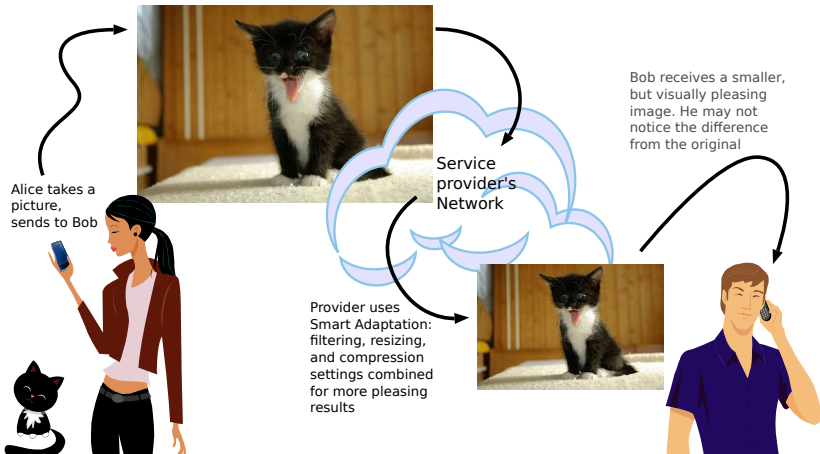 Alice takes a
picture,
sends to Bob
Service
provider's
Network
Provider uses
Smart Adaptation:
filtering, resizing,
and compression
settings combined
for more pleasing
results
Bob receives a smaller,
but visually pleasing
image. He may not
notice the difference
from the original